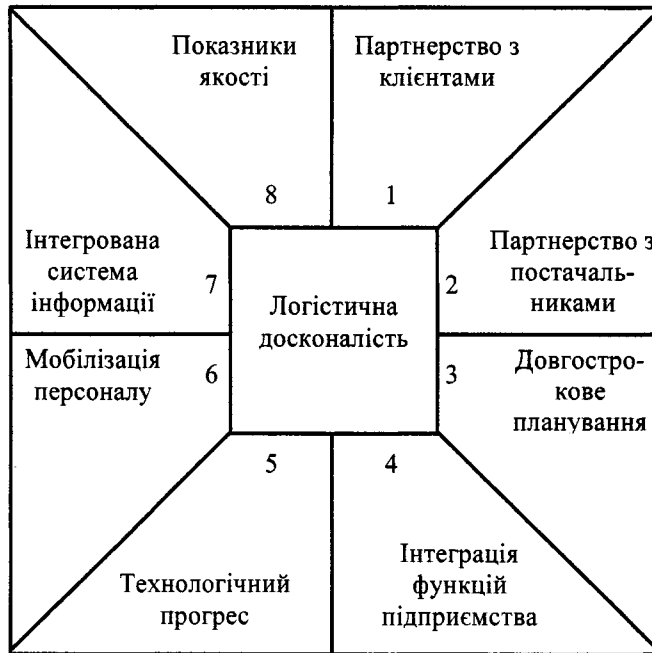 Показники
якості
8
Партнерство з
клієнтами
1
Партнерство з
постачаль-
никами
2
Довгостро-
кове
планування
3
Інтеграція
функцій
підприємства
4
Технологічний
прогрес
5
Мобілізація
персоналу
6
Інтегрована
система
інформації
7
Логістична
досконалість